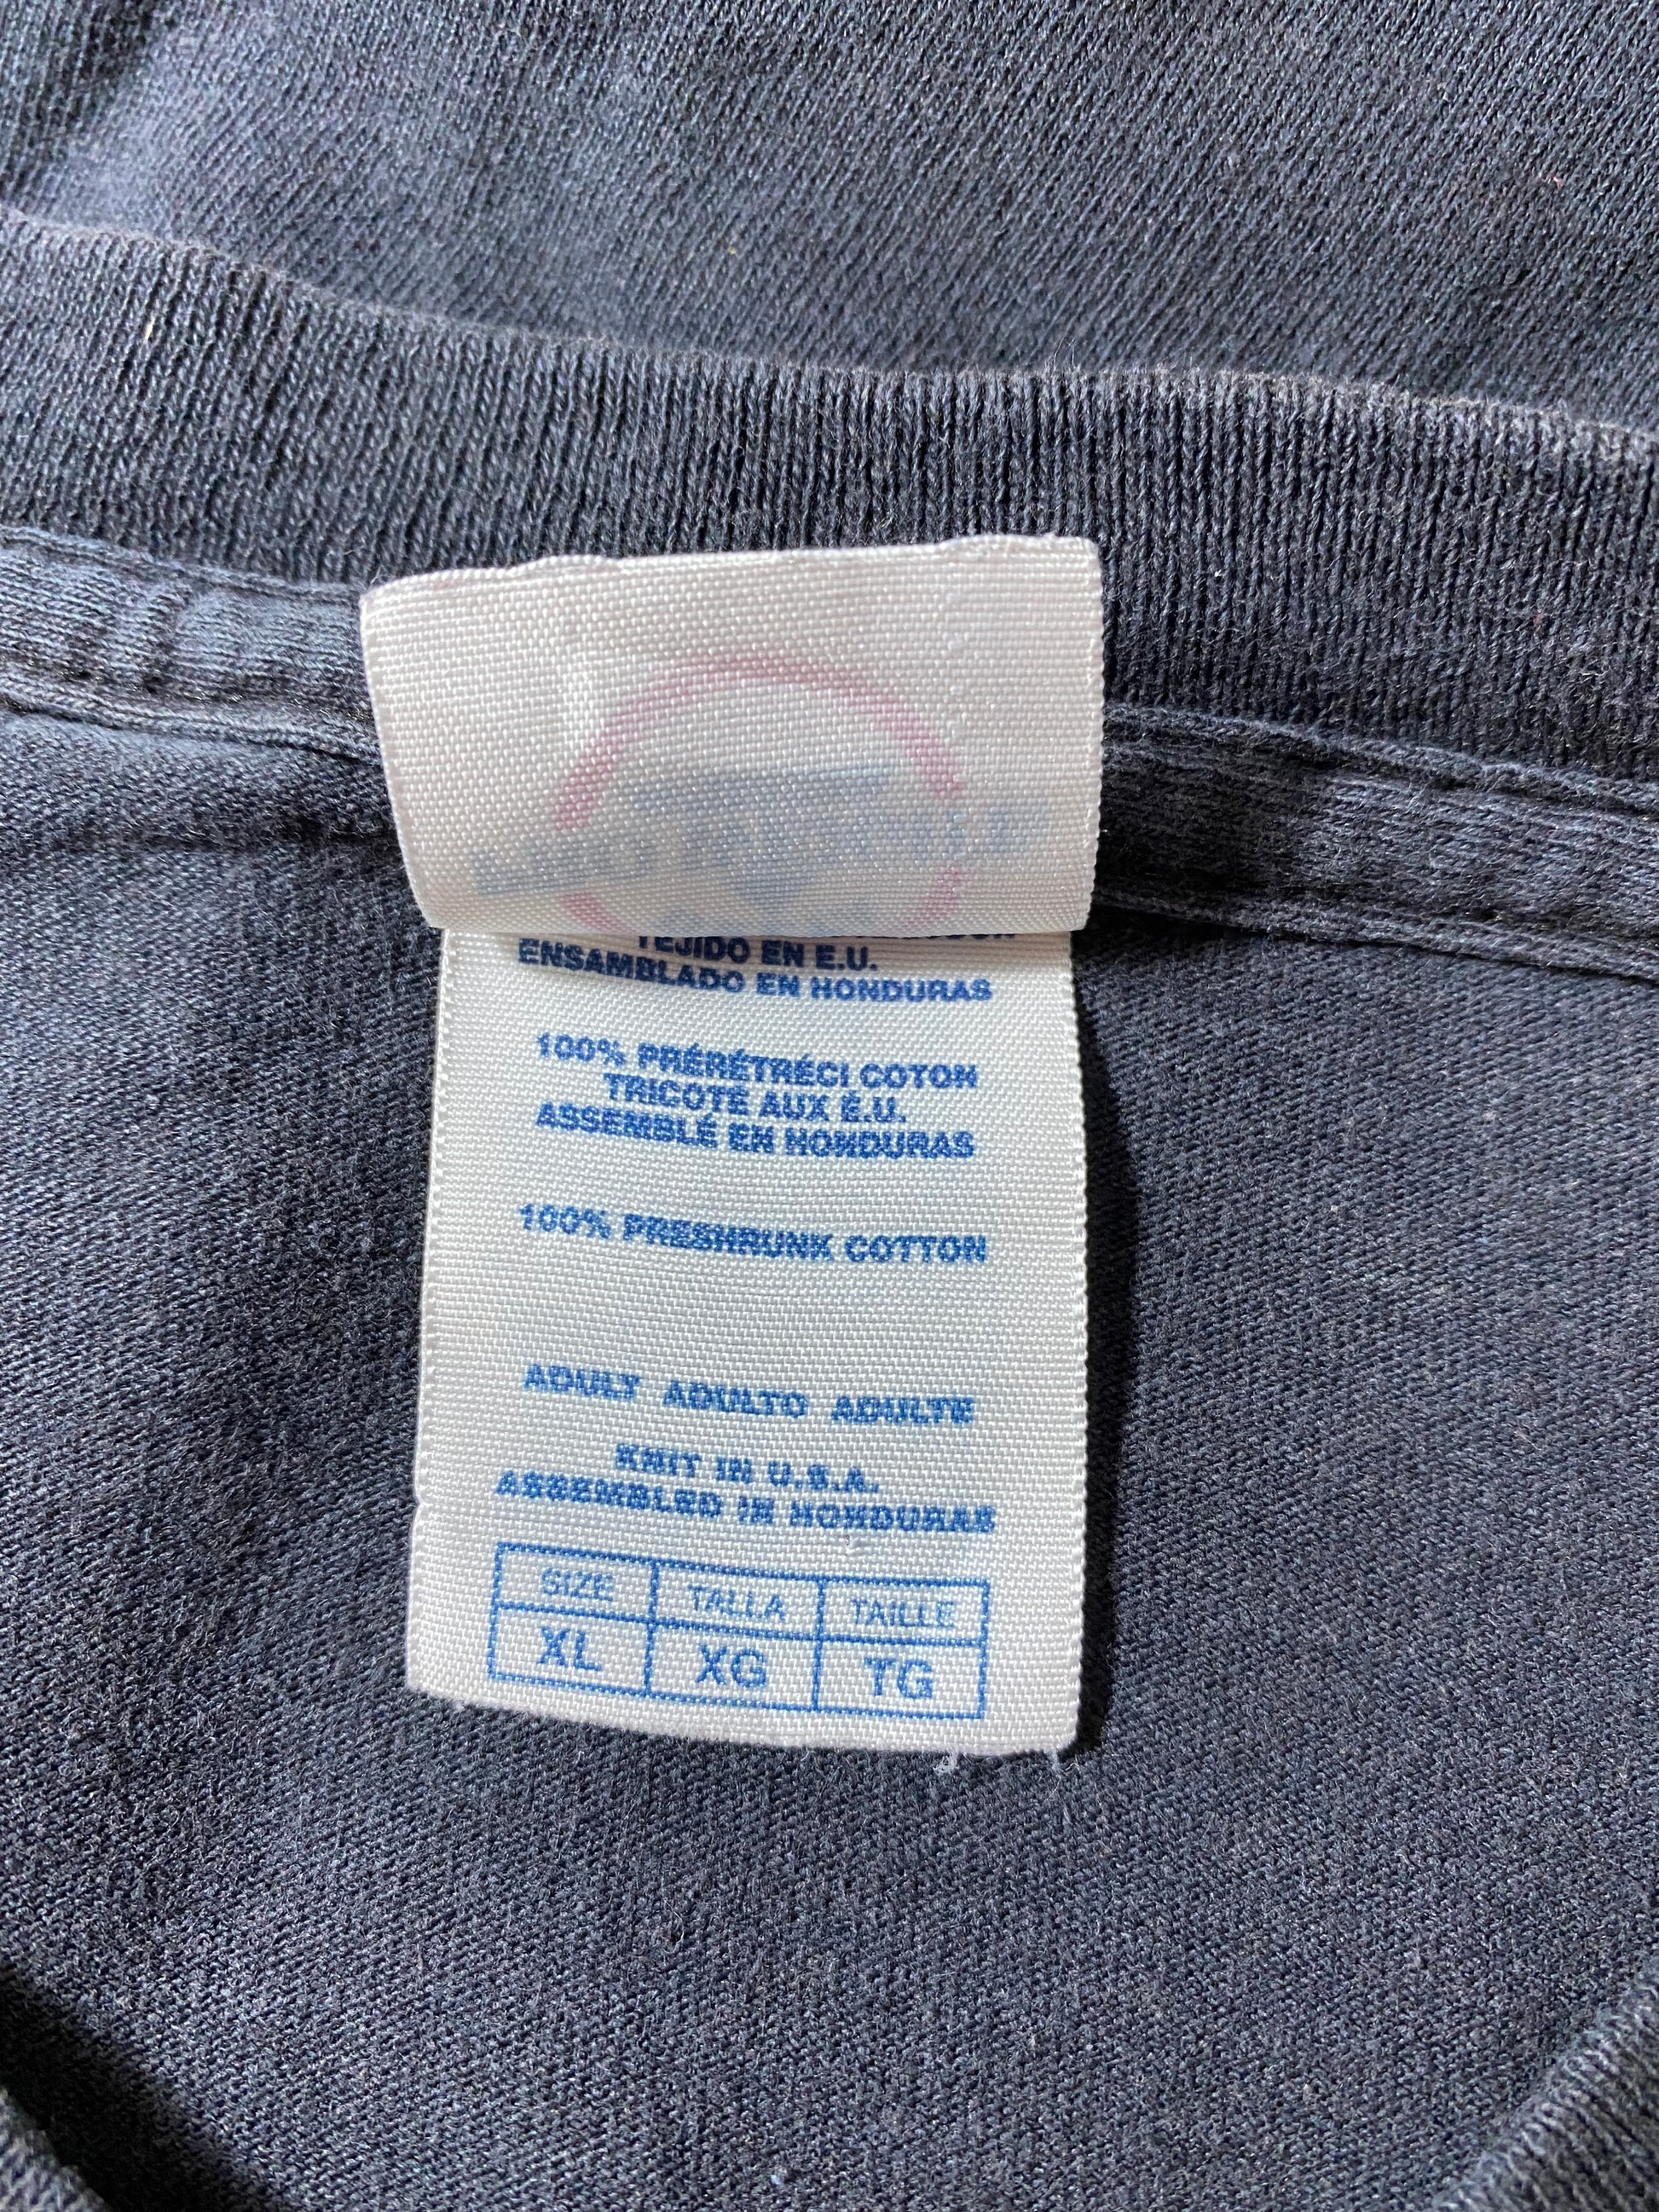 TEJIDO EN E.U.
ENSAMBLADO EN HONDURAS
100% PRÉRÉTRÉCI COTON
TRICOTÉ AUX É.U.
ASSEMBLÉ EN HONDURAS
100% PRESHRUNK COTTON
ADULT ADULTO ADULTE
KNIT IN U.S.A.
ASSEMBLED IN HONDURAS
SIZE TALLA TAILLE
XL XG TG